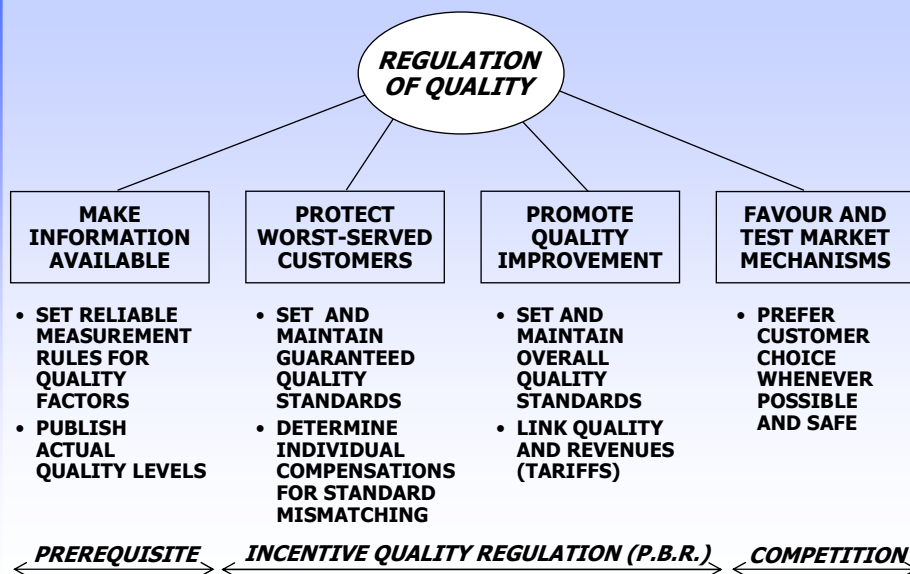 REGULATION
OF QUALITY
MAKE
INFORMATION
AVAILABLE
PROTECT
WORST-SERVED
CUSTOMERS
PROMOTE
QUALITY
IMPROVEMENT
FAVOUR AND
TEST MARKET
MECHANISMS
• SET RELIABLE
MEASUREMENT
RULES FOR
QUALITY
FACTORS
• PUBLISH
ACTUAL
QUALITY LEVELS
• SET AND
MAINTAIN
GUARANTEED
QUALITY
STANDARDS
• DETERMINE
INDIVIDUAL
COMPENSATIONS
FOR STANDARD
MISMATCHING
• SET AND
MAINTAIN
OVERALL
QUALITY
STANDARDS
• LINK QUALITY
AND REVENUES
(TARIFFS)
• PREFER
CUSTOMER
CHOICE
WHENEVER
POSSIBLE
AND SAFE
PREREQUISITE
INCENTIVE QUALITY REGULATION (P.B.R.)
COMPETITION